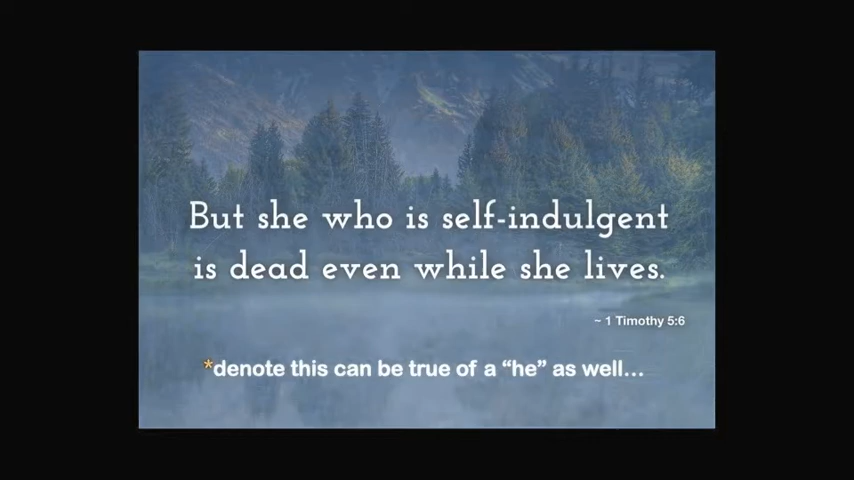 But she who is self-indulgent
is dead even while she lives.
~ 1 Timothy 5:6
*denote this can be true of a “he” as well...